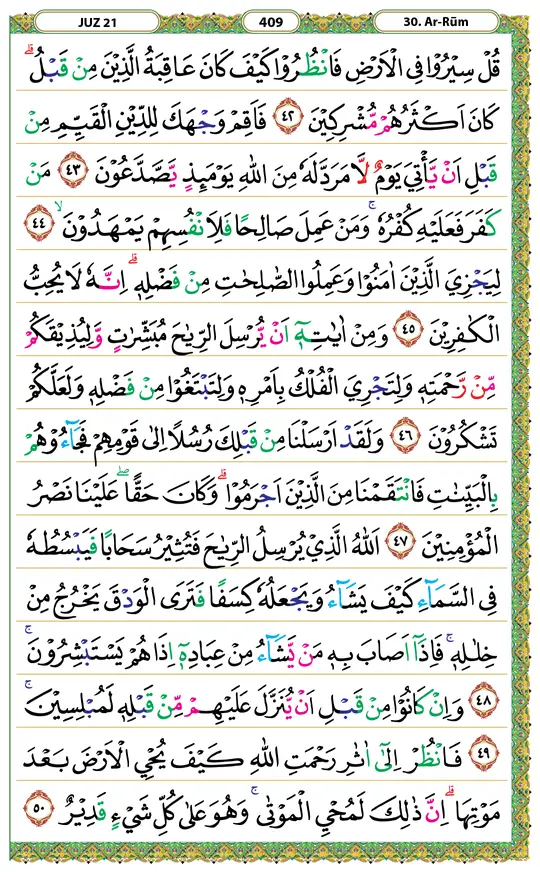 JUZ 21
409
30. Ar-Rūm
قُلْ سِيْرُوْا فِى الْاَرْضِ فَانْظُرُوْا كَيْفَ كَانَ عَاقِبَةُ الَّذِيْنَ مِنْ قَبْلُ ۗ
كَانَ اَكْثَرُهُمْ مُّشْرِكِيْنَ ۝٤٢ فَاَقِمْ وَجْهَكَ لِلدِّيْنِ الْقَيِّمِ مِنْ
قَبْلِ اَنْ يَّأْتِيَ يَوْمٌ لَّا مَرَدَّ لَهٗ مِنَ اللّٰهِ يَوْمَىِٕذٍ يَّصَّدَّعُوْنَ ۝٤٣ مَنْ
كَفَرَ فَعَلَيْهِ كُفْرُهٗ ۚ وَمَنْ عَمِلَ صَالِحًا فَلِاَنْفُسِهِمْ يَمْهَدُوْنَ ۙ ۝٤٤
لِيَجْزِيَ الَّذِيْنَ اٰمَنُوْا وَعَمِلُوا الصّٰلِحٰتِ مِنْ فَضْلِهٖ ۗ اِنَّهٗ لَا يُحِبُّ
الْكٰفِرِيْنَ ۝٤٥ وَمِنْ اٰيٰتِهٖٓ اَنْ يُّرْسِلَ الرِّيٰحَ مُبَشِّرٰتٍ وَّلِيُذِيْقَكُمْ
مِّنْ رَّحْمَتِهٖ وَلِتَجْرِيَ الْفُلْكُ بِاَمْرِهٖ وَلِتَبْتَغُوْا مِنْ فَضْلِهٖ وَلَعَلَّكُمْ
تَشْكُرُوْنَ ۝٤٦ وَلَقَدْ اَرْسَلْنَا مِنْ قَبْلِكَ رُسُلًا اِلٰى قَوْمِهِمْ فَجَاۤءُوْهُمْ
بِالْبَيِّنٰتِ فَانْتَقَمْنَا مِنَ الَّذِيْنَ اَجْرَمُوْا ۗ وَكَانَ حَقًّا ۖ عَلَيْنَا نَصْرُ
الْمُؤْمِنِيْنَ ۝٤٧ اَللّٰهُ الَّذِيْ يُرْسِلُ الرِّيٰحَ فَتُثِيْرُ سَحَابًا فَيَبْسُطُهٗ
فِى السَّمَاۤءِ كَيْفَ يَشَاۤءُ وَيَجْعَلُهٗ كِسَفًا فَتَرَى الْوَدْقَ يَخْرُجُ مِنْ
خِلٰلِهٖ ۚ فَاِذَآ اَصَابَ بِهٖ مَنْ يَّشَاۤءُ مِنْ عِبَادِهٖٓ اِذَا هُمْ يَسْتَبْشِرُوْنَ ۚ
۝٤٨ وَاِنْ كَانُوْا مِنْ قَبْلِ اَنْ يُّنَزَّلَ عَلَيْهِمْ مِّنْ قَبْلِهٖ لَمُبْلِسِيْنَ ۚ
۝٤٩ فَانْظُرْ اِلٰٓى اٰثٰرِ رَحْمَتِ اللّٰهِ كَيْفَ يُحْيِ الْاَرْضَ بَعْدَ
مَوْتِهَا ۗ اِنَّ ذٰلِكَ لَمُحْيِ الْمَوْتٰى ۚ وَهُوَ عَلٰى كُلِّ شَيْءٍ قَدِيْرٌ ۝٥٠